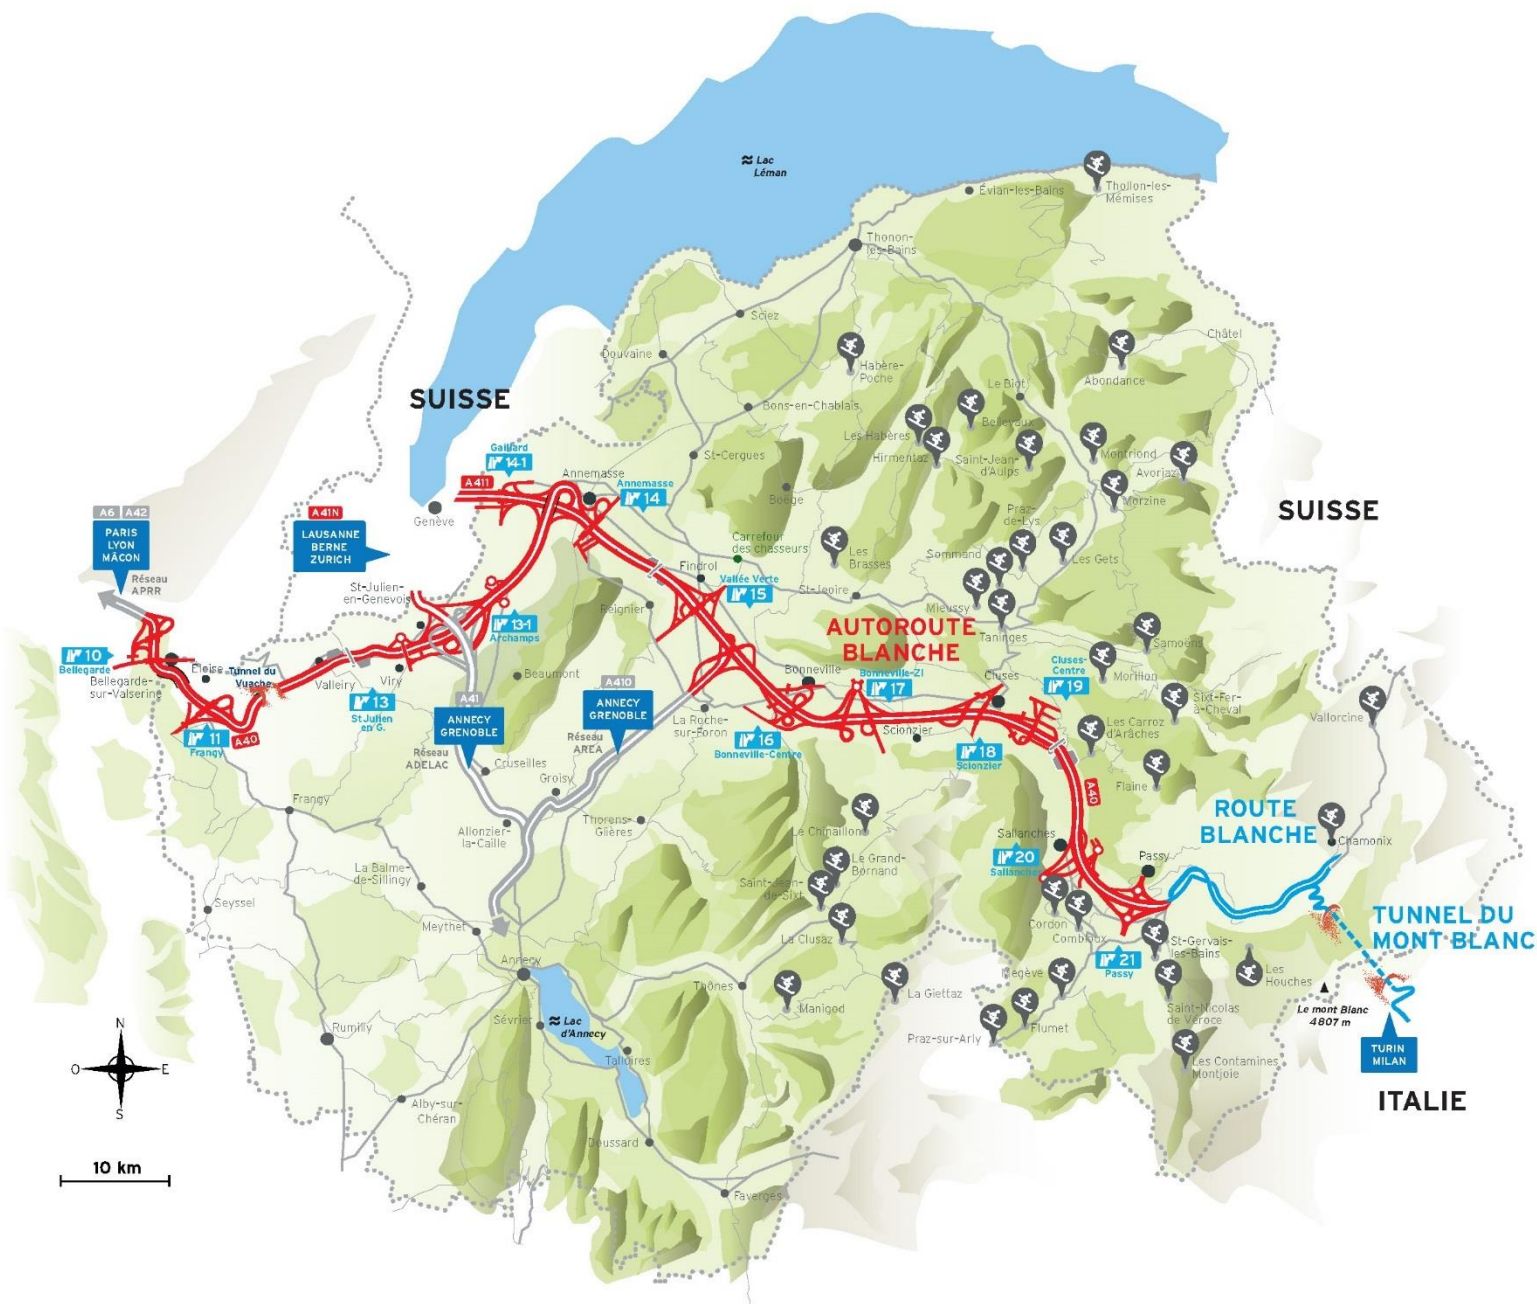 Lac
Léman
Évian-les-Bains
Thollon-les-
Mémises
Thonon-
les-Bains
Sciez
Douvaine
Habère-
Poche
Châtel
Abondance
SUISSE
Le Biot
Bons-en-Chablais
Bellevaux
Les Habères
Hirmentaz
Saint-Jean-
d'Aulps
Montriond
Avoriaz
Morzine
Gaillard
14-1
A411
Annemasse
Annemasse
14
St-Cergues
Boëge
Genève
SUISSE
A6
A42
PARIS
LYON
MÂCON
Réseau
APRR
A41N
LAUSANNE
BERNE
ZURICH
Praz-
de-Lys
Sommand
Les Gets
Carrefour
des chasseurs
Les
Brasses
Findrol
Vallée Verte
15
St-Jeoire
Mieussy
Taninges
St-Julien-
en-Genevois
Reignier
13-1
Archamps
AUTOROUTE
BLANCHE
Samoëns
10
Bellegarde
Bellegarde-
sur-Valserine
Éloise
Tunnel du
Vuache
Valleiry
Viry
13
St Julien
en G.
Beaumont
A41
ANNECY
GRENOBLE
Réseau
ADELAC
A410
ANNECY
GRENOBLE
Réseau
AREA
Bonneville
Bonneville-ZI
17
Cluses
Cluses-
Centre
19
Morillon
Sixt-Fer-
à-Cheval
Vallorcine
11
Frangy
A40
La Roche-
sur-Foron
16
Bonneville-Centre
Scionzier
18
Scionzier
Les Carroz
d'Arâches
Flaine
A40
Cruseilles
Groisy
Frangy
Allonzier-
la-Caille
Thorens-
Glières
Le Chinaillon
Sallanches
20
Sallanches
Passy
ROUTE
BLANCHE
Chamonix
La Balme-
de-Sillingy
Le Grand-
Bornand
Saint-Jean-
de-Sixt
Seyssel
Meythet
La Clusaz
Cordon
Combloux
St-Gervais-
les-Bains
21
Passy
TUNNEL DU
MONT BLANC
Annecy
Thônes
Manigod
La Giettaz
Megève
Saint-Nicolas
de Véroce
Les
Houches
Le mont Blanc
4807 m
Rumilly
Sévrier
Lac
d'Annecy
Talloires
Praz-sur-Arly
Flumet
Les Contamines
Montjoie
TURIN
MILAN
N
O
E
S
Alby-sur-
Chéran
ITALIE
Doussard
10 km
Faverges